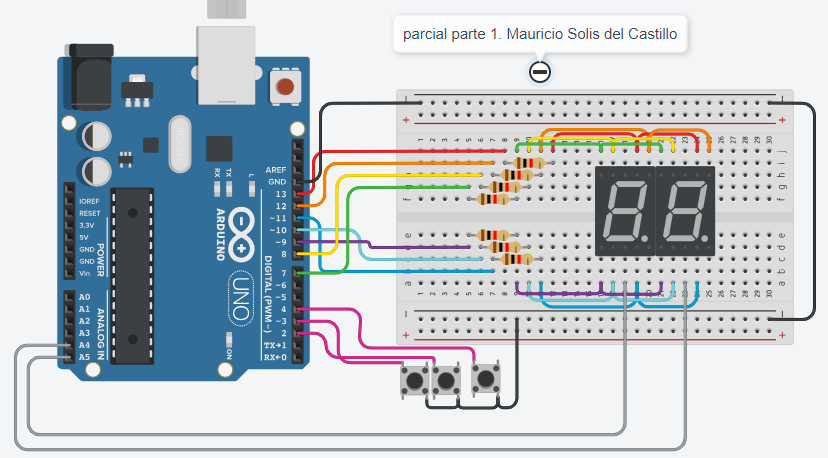 parcial parte 1. Mauricio Solis del Castillo
AREF
GND
13
12
~11
~10
~9
8
7
~6
~5
4
~3
2
TX→1
RX←0
DIGITAL (PWM~)
RX
TX
L
ARDUINO
UNO
ON
IOREF
RESET
3.3V
5V
GND
GND
Vin
POWER
A0
A1
A2
A3
A4
A5
ANALOG IN